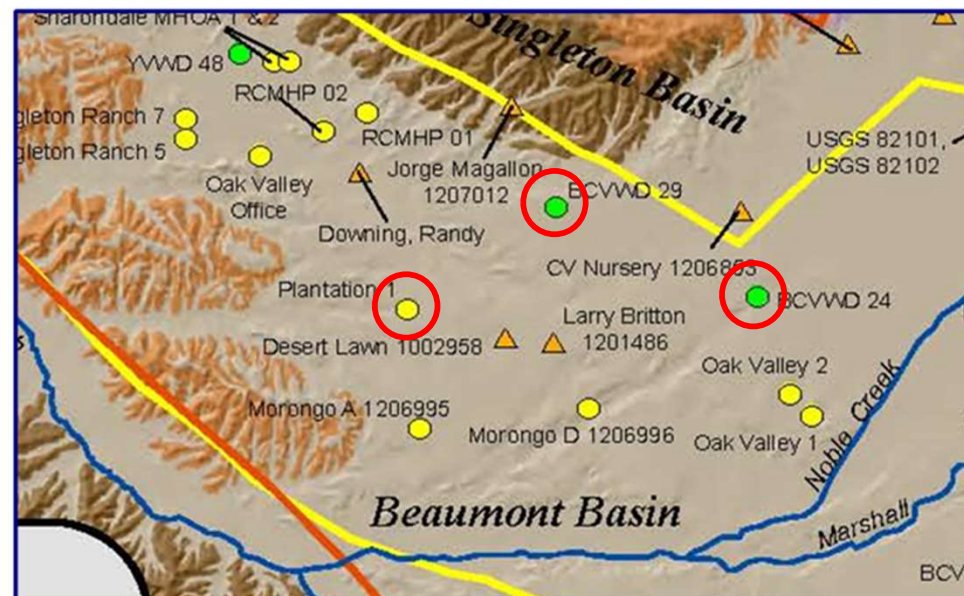 Sharondale MHOA 1 & 2
Singleton Basin
YVWD 48
RCMHP 02
gleton Ranch 7
RCMHP 01
USGS 82101,
gleton Ranch 5
USGS 82102
Jorge Magallon
1207012
BCVWD 29
Oak Valley
Office
Downing, Randy
CV Nursery 1206853
Plantation 1
BCVWD 24
Larry Britton
1201486
Desert Lawn 1002958
Oak Valley 2
Morongo A 1206995
Morongo D 1206996
Oak Valley 1
Noble Creek
Beaumont Basin
Marshall
BCV